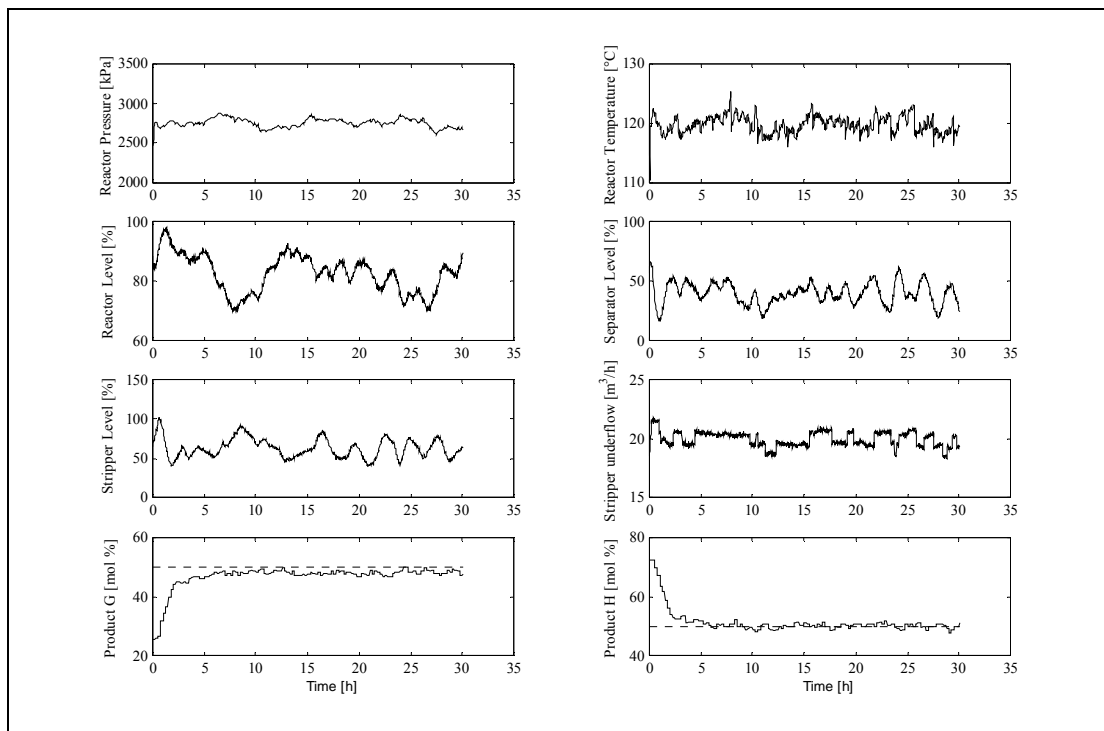 Reactor Pressure [kPa]
3500
3000
2500
2000
0 5 10 15 20 25 30 35
Reactor Temperature [°C]
130
120
110
0 5 10 15 20 25 30 35
Reactor Level [%]
100
80
60
0 5 10 15 20 25 30 35
Separator Level [%]
100
50
0
0 5 10 15 20 25 30 35
Stripper Level [%]
150
100
50
0
0 5 10 15 20 25 30 35
Stripper underflow [m³/h]
25
20
15
0 5 10 15 20 25 30 35
Product G [mol %]
60
40
20
0 5 10 15 20 25 30 35
Time [h]
Product H [mol %]
80
60
40
0 5 10 15 20 25 30 35
Time [h]